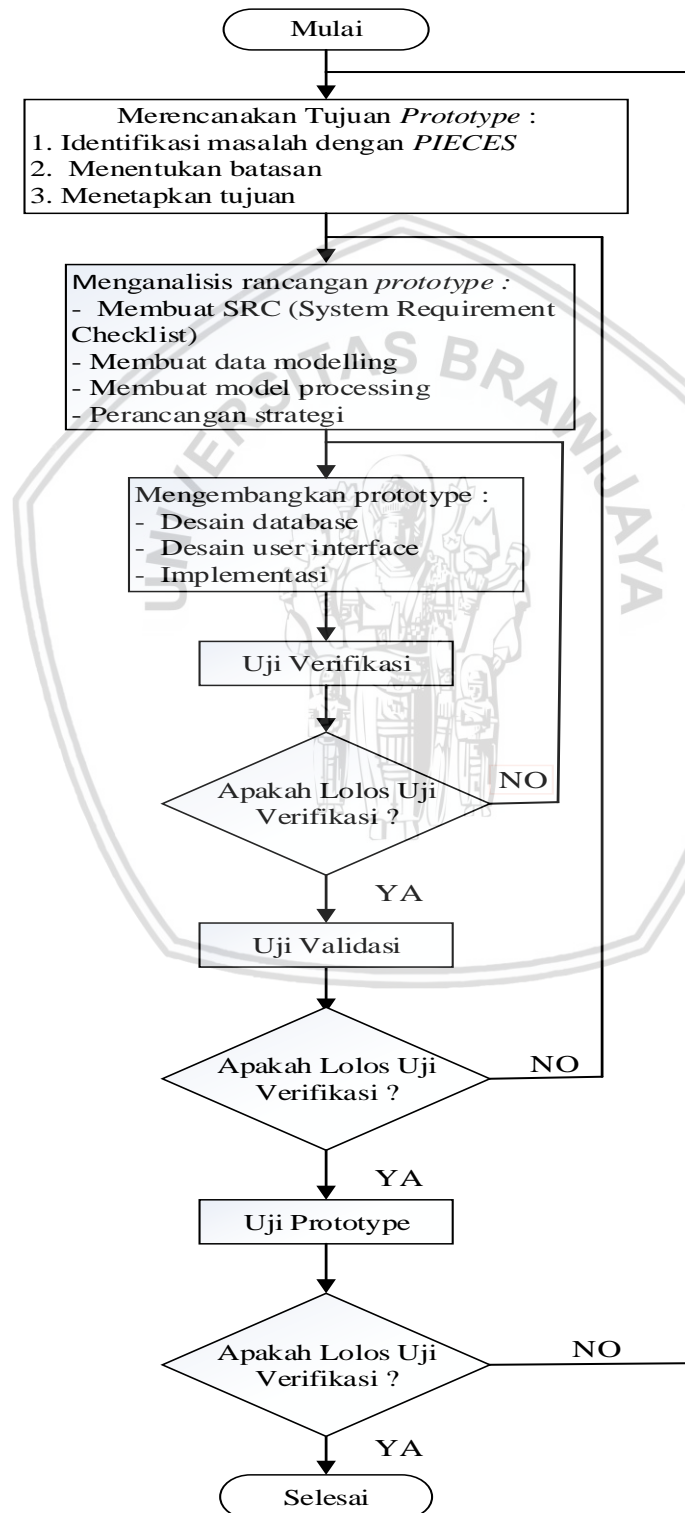 Mulai
Merencanakan Tujuan Prototype :
1. Identifikasi masalah dengan PIECES
2. Menentukan batasan
3. Menetapkan tujuan
Menganalisis rancangan prototype :
- Membuat SRC (System Requirement
Checklist)
- Membuat data modelling
- Membuat model processing
- Perancangan strategi
UNIVERSITAS BRAWIJAYA
Mengembangkan prototype :
- Desain database
- Desain user interface
- Implementasi
Uji Verifikasi
Apakah Lolos Uji
Verifikasi ?
NO
YA
Uji Validasi
Apakah Lolos Uji
Verifikasi ?
NO
YA
Uji Prototype
Apakah Lolos Uji
Verifikasi ?
NO
YA
Selesai